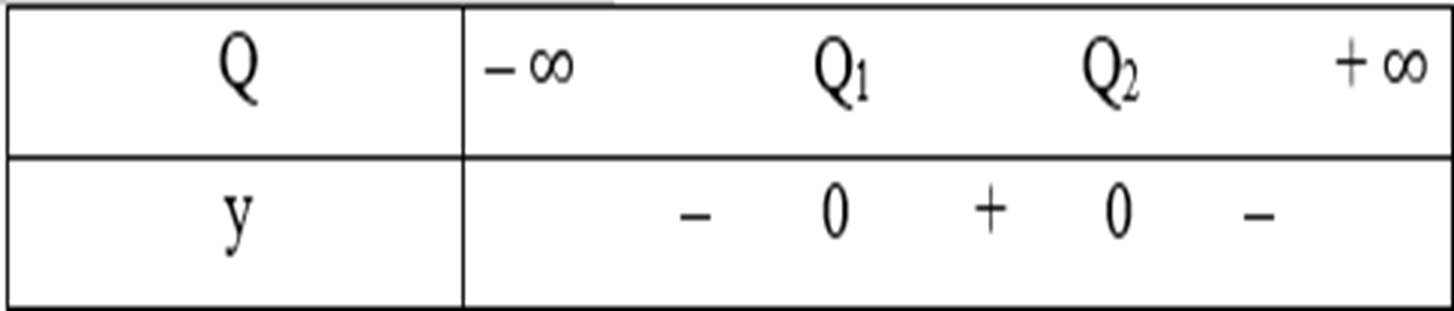 Q – ∞ Q₁ Q₂ + ∞
y – 0 + 0 –